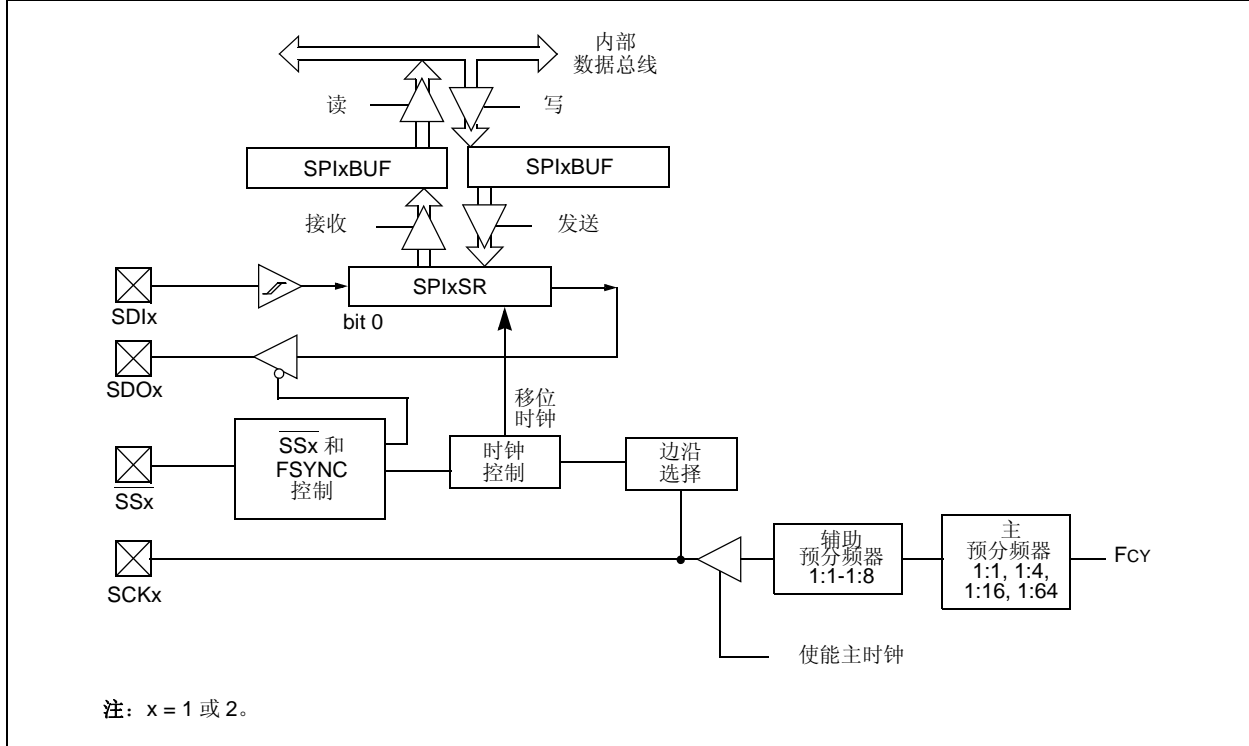 内部
数据总线
读
写
SPIxBUF
SPIxBUF
接收
发送
SDIx
SPIxSR
bit 0
SDOx
移位
时钟
SSx 和
FSYNC
控制
时钟
控制
边沿
选择
SSx
SCKx
辅助
预分频器
1:1-1:8
主
预分频器
1:1, 1:4,
1:16, 1:64
FCY
使能主时钟
注：x = 1 或 2。